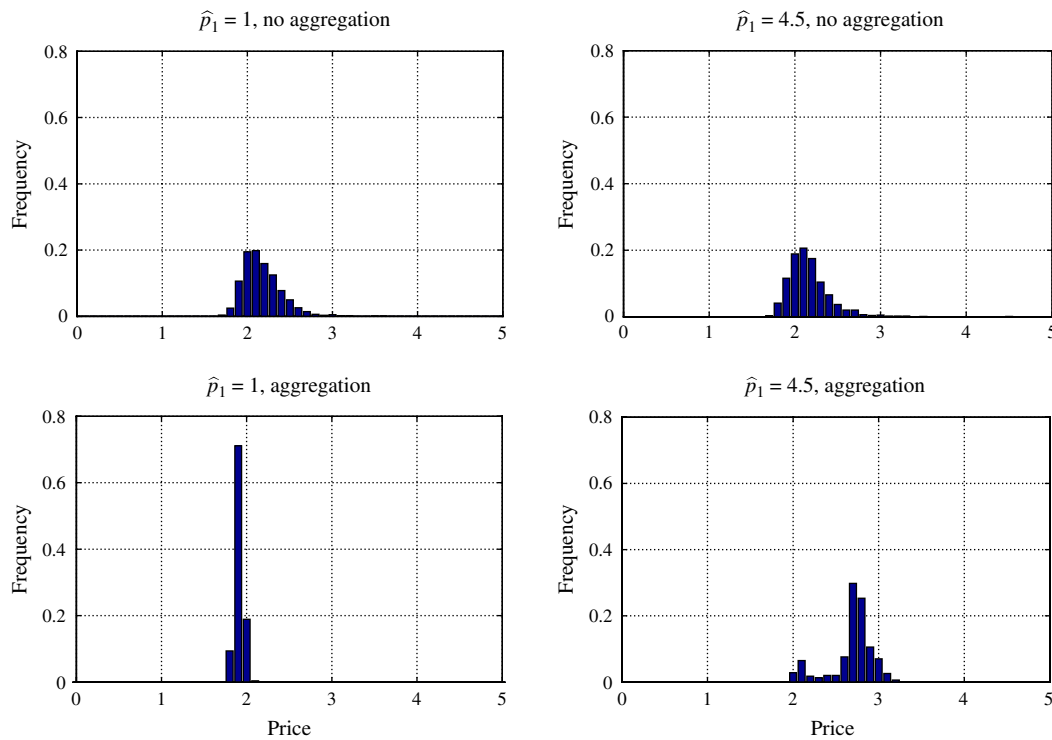 p̂₁ = 1, no aggregation
0.8
0.6
Frequency
0.4
0.2
0
0 1 2 3 4 5
p̂₁ = 4.5, no aggregation
0.8
0.6
Frequency
0.4
0.2
0
0 1 2 3 4 5
p̂₁ = 1, aggregation
0.8
0.6
Frequency
0.4
0.2
0
0 1 2 3 4 5
Price
p̂₁ = 4.5, aggregation
0.8
0.6
Frequency
0.4
0.2
0
0 1 2 3 4 5
Price